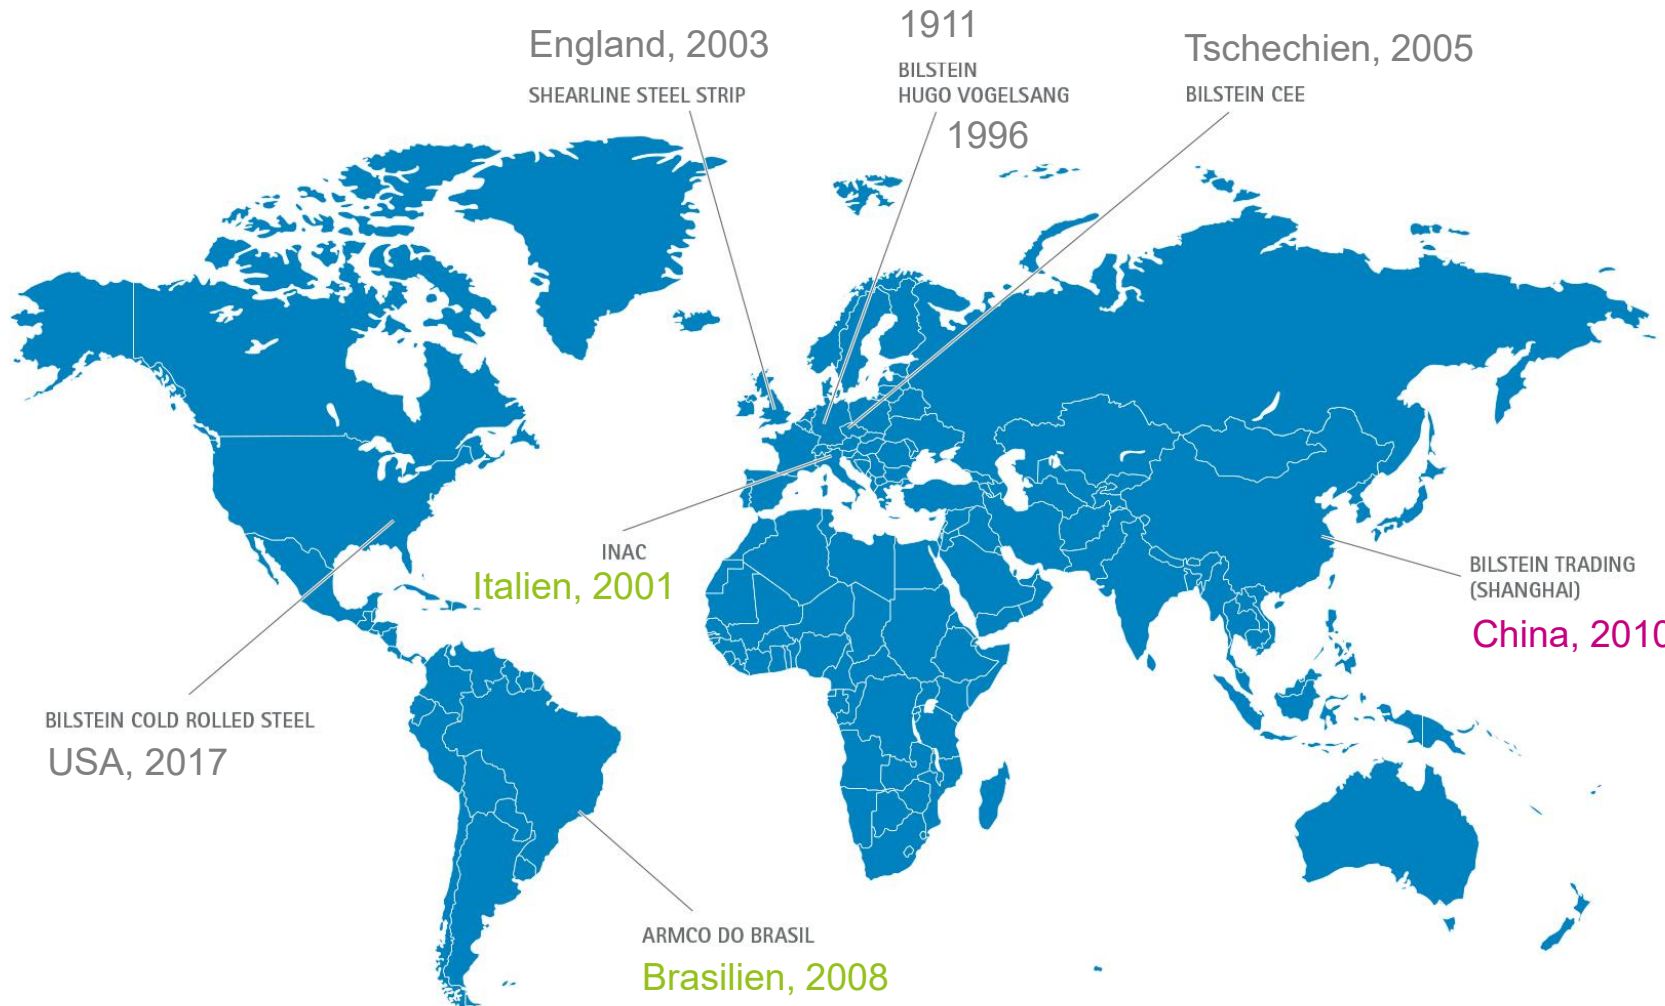 England, 2003
SHEARLINE STEEL STRIP
1911
BILSTEIN
HUGO VOGELSANG
1996
Tschechien, 2005
BILSTEIN CEE
INAC
Italien, 2001
BILSTEIN TRADING
(SHANGHAI)
China, 2010
BILSTEIN COLD ROLLED STEEL
USA, 2017
ARMCO DO BRASIL
Brasilien, 2008